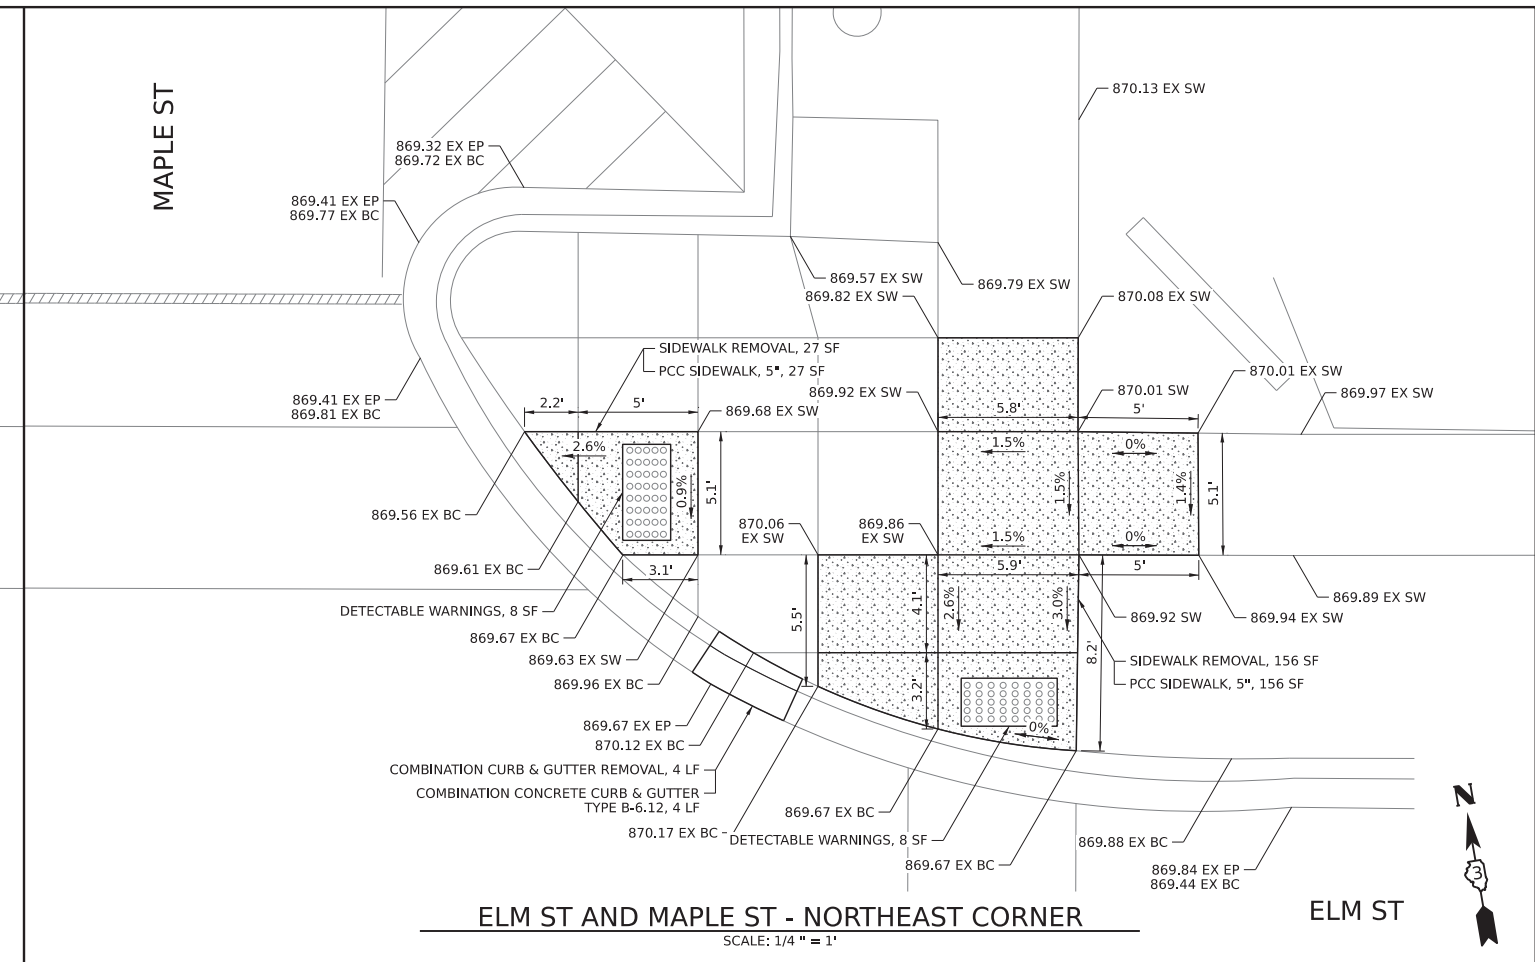 MAPLE ST
870.13 EX SW
869.32 EX EP
869.72 EX BC
869.41 EX EP
869.77 EX BC
869.57 EX SW
869.79 EX SW
869.82 EX SW
870.08 EX SW
SIDEWALK REMOVAL, 27 SF
PCC SIDEWALK, 5", 27 SF
870.01 EX SW
869.97 EX SW
869.92 EX SW
870.01 SW
869.41 EX EP
869.81 EX BC
2.2'
5'
869.68 EX SW
5.8'
5'
2.6%
1.5%
0%
0.9%
5.1'
1.5%
1.4%
5.1'
869.56 EX BC
870.06
EX SW
869.86
EX SW
1.5%
0%
869.61 EX BC
3.1'
5.9'
5'
DETECTABLE WARNINGS, 8 SF
869.67 EX BC
869.63 EX SW
869.96 EX BC
5.5'
4.1'
2.6%
3.0%
8.2'
869.92 SW
869.94 EX SW
869.89 EX SW
SIDEWALK REMOVAL, 156 SF
PCC SIDEWALK, 5", 156 SF
3.2'
0%
869.67 EX EP
870.12 EX BC
COMBINATION CURB & GUTTER REMOVAL, 4 LF
COMBINATION CONCRETE CURB & GUTTER
TYPE B-6.12, 4 LF
870.17 EX BC
869.67 EX BC
DETECTABLE WARNINGS, 8 SF
869.67 EX BC
869.88 EX BC
869.84 EX EP
869.44 EX BC
N
3
ELM ST AND MAPLE ST - NORTHEAST CORNER
SCALE: 1/4 " = 1'
ELM ST